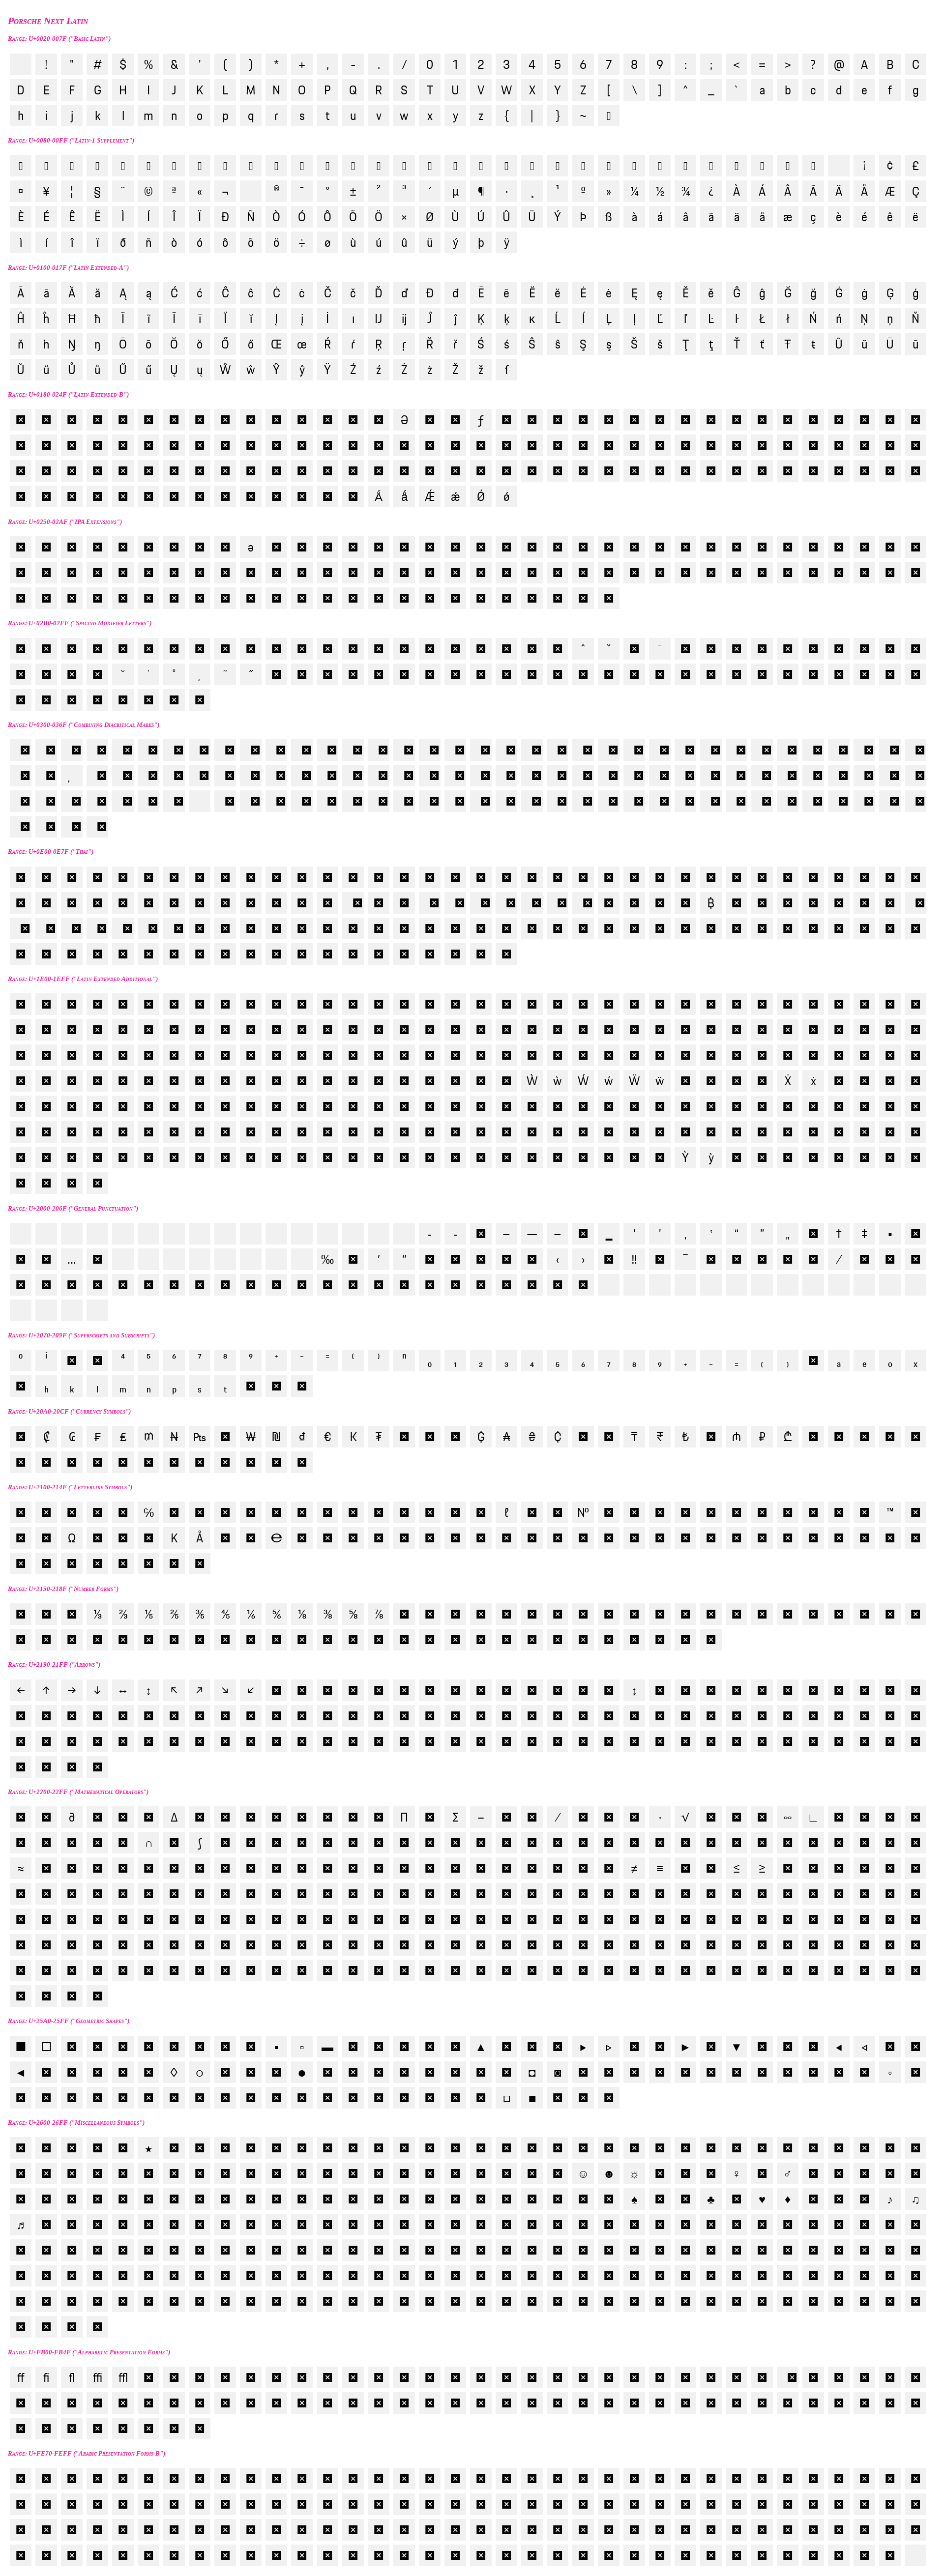 Porsche Next Latin
Range: U+0020-007F ("Basic Latin")
! " # $ % & ' ( ) * + , - . / 0 1 2 3 4 5 6 7 8 9 : ; < = > ? @ A B C
D E F G H I J K L M N O P Q R S T U V W X Y Z [ \ ] ^ _ ` a b c d e f g
h i j k l m n o p q r s t u v w x y z { | } ~
Range: U+0080-00FF ("Latin-1 Supplement")
¡ ¢ £
¤ ¥ ¦ § ¨ © ª « ¬ ® ¯ ° ± ² ³ ´ µ ¶ · ¸ ¹ º » ¼ ½ ¾ ¿ À Á Â Ã Ä Å Æ Ç
È É Ê Ë Ì Í Î Ï Ð Ñ Ò Ó Ô Õ Ö × Ø Ù Ú Û Ü Ý Þ ß à á â ã ä å æ ç è é ê ë
ì í î ï ð ñ ò ó ô õ ö ÷ ø ù ú û ü ý þ ÿ
Range: U+0100-017F ("Latin Extended-A")
Ā ā Ă ă Ą ą Ć ć Ĉ ĉ Ċ ċ Č č Ď ď Đ đ Ē ē Ĕ ĕ Ė ė Ę ę Ě ě Ĝ ĝ Ğ ğ Ġ ġ Ģ ģ
Ĥ ĥ Ħ ħ Ĩ ĩ Ī ī Ĭ ĭ Į į İ ı Ĳ ĳ Ĵ ĵ Ķ ķ ĸ Ĺ ĺ Ļ ļ Ľ ľ Ŀ ŀ Ł ł Ń ń Ņ ņ Ň
ň ŉ Ŋ ŋ Ō ō Ŏ ŏ Ő ő Œ œ Ŕ ŕ Ŗ ŗ Ř ř Ś ś Ŝ ŝ Ş ş Š š Ţ ţ Ť ť Ŧ ŧ Ũ ũ Ū ū
Ŭ ŭ Ů ů Ű ű Ų ų Ŵ ŵ Ŷ ŷ Ÿ Ź ź Ż ż Ž ž ſ
Range: U+0180-024F ("Latin Extended-B")
Ə ƒ
Ǻ ǻ Ǽ ǽ Ǿ ǿ
Range: U+0250-02AF ("IPA Extensions")
ə
Range: U+02B0-02FF ("Spacing Modifier Letters")
ˆ ˇ ˉ
˘ ˙ ˚ ˛ ˜ ˝
Range: U+0300-036F ("Combining Diacritical Marks")
Range: U+0E00-0E7F ("Thai")
฿
Range: U+1E00-1EFF ("Latin Extended Additional")
Ẁ ẁ Ẃ ẃ Ẅ ẅ Ẋ ẋ
Ỳ ỳ
Range: U+2000-206F ("General Punctuation")
‐ ‑ – — ― ‗ ‘ ’ ‚ ‛ “ ” „ † ‡ •
… ‰ ′ ″ ‹ › ‼ ‾ ⁄
Range: U+2070-209F ("Superscripts and Subscripts")
⁰ ⁱ ⁴ ⁵ ⁶ ⁷ ⁸ ⁹ ⁺ ⁻ ⁼ ⁽ ⁾ ⁿ ₀ ₁ ₂ ₃ ₄ ₅ ₆ ₇ ₈ ₉ ₊ ₋ ₌ ₍ ₎ ₐ ₑ ₒ ₓ
ₕ ₖ ₗ ₘ ₙ ₚ ₛ ₜ
Range: U+20A0-20CF ("Currency Symbols")
₡ ₢ ₣ ₤ ₥ ₦ ₧ ₩ ₪ ₫ € ₭ ₮ ₲ ₳ ₴ ₵ ₸ ₹ ₺ ₼ ₽ ₾
Range: U+2100-214F ("Letterlike Symbols")
℅ ℓ № ™
Ω K Å ℮
Range: U+2150-218F ("Number Forms")
⅓ ⅔ ⅕ ⅖ ⅗ ⅘ ⅙ ⅚ ⅛ ⅜ ⅝ ⅞
Range: U+2190-21FF ("Arrows")
← ↑ → ↓ ↔ ↕ ↖ ↗ ↘ ↙ ↨
Range: U+2200-22FF ("Mathematical Operators")
∂ ∆ ∏ ∑ − ∕ ∙ √ ∞ ∟
∩ ∫
≈ ≠ ≡ ≤ ≥
Range: U+25A0-25FF ("Geometric Shapes")
■ □ ▪ ▫ ▬ ▲ ▸ ▹ ► ▼ ◂ ◃
◄ ◊ ○ ● ◘ ◙ ◦
◻ ◼
Range: U+2600-26FF ("Miscellaneous Symbols")
★
☺ ☻ ☼ ♀ ♂
♠ ♣ ♥ ♦ ♪ ♫
♬
Range: U+FB00-FB4F ("Alphabetic Presentation Forms")
ﬀ ﬁ ﬂ ﬃ ﬄ
Range: U+FE70-FEFF ("Arabic Presentation Forms-B")